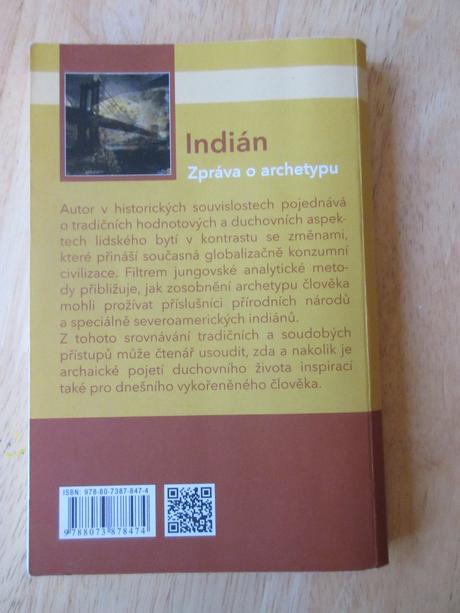 Indián
Zpráva o archetypu
Autor v historických souvislostech pojednává
o tradičních hodnotových a duchovních aspek-
tech lidského bytí v kontrastu se změnami,
které přináší současná globalizačně konzumní
civilizace. Filtrem jungovské analytické meto-
dy přibližuje, jak zosobnění archetypu člověka
mohli prožívat příslušníci přírodních národů
a speciálně severoamerických indiánů.
Z tohoto srovnávání tradičních a soudobých
přístupů může čtenář usoudit, zda a nakolik je
archaické pojetí duchovního života inspirací
také pro dnešního vykořeněného člověka.
ISBN: 978-80-7387-847-4
9788073878474